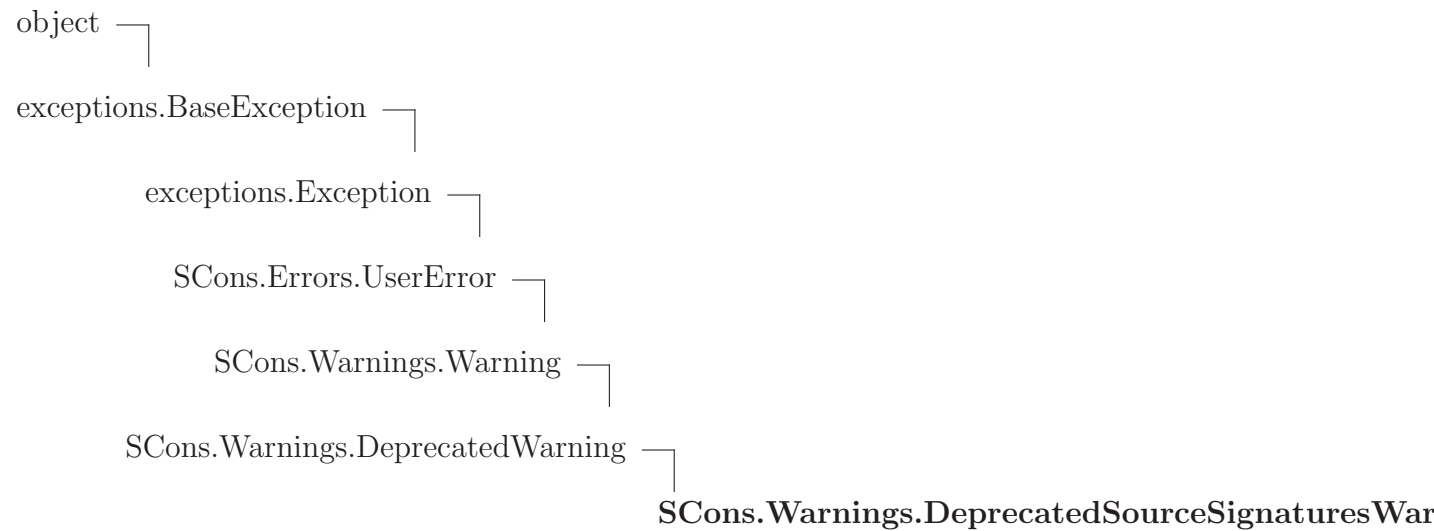 object
exceptions.BaseException
exceptions.Exception
SCons.Errors.UserError
SCons.Warnings.Warning
SCons.Warnings.DeprecatedWarning
SCons.Warnings.DeprecatedSourceSignaturesWar